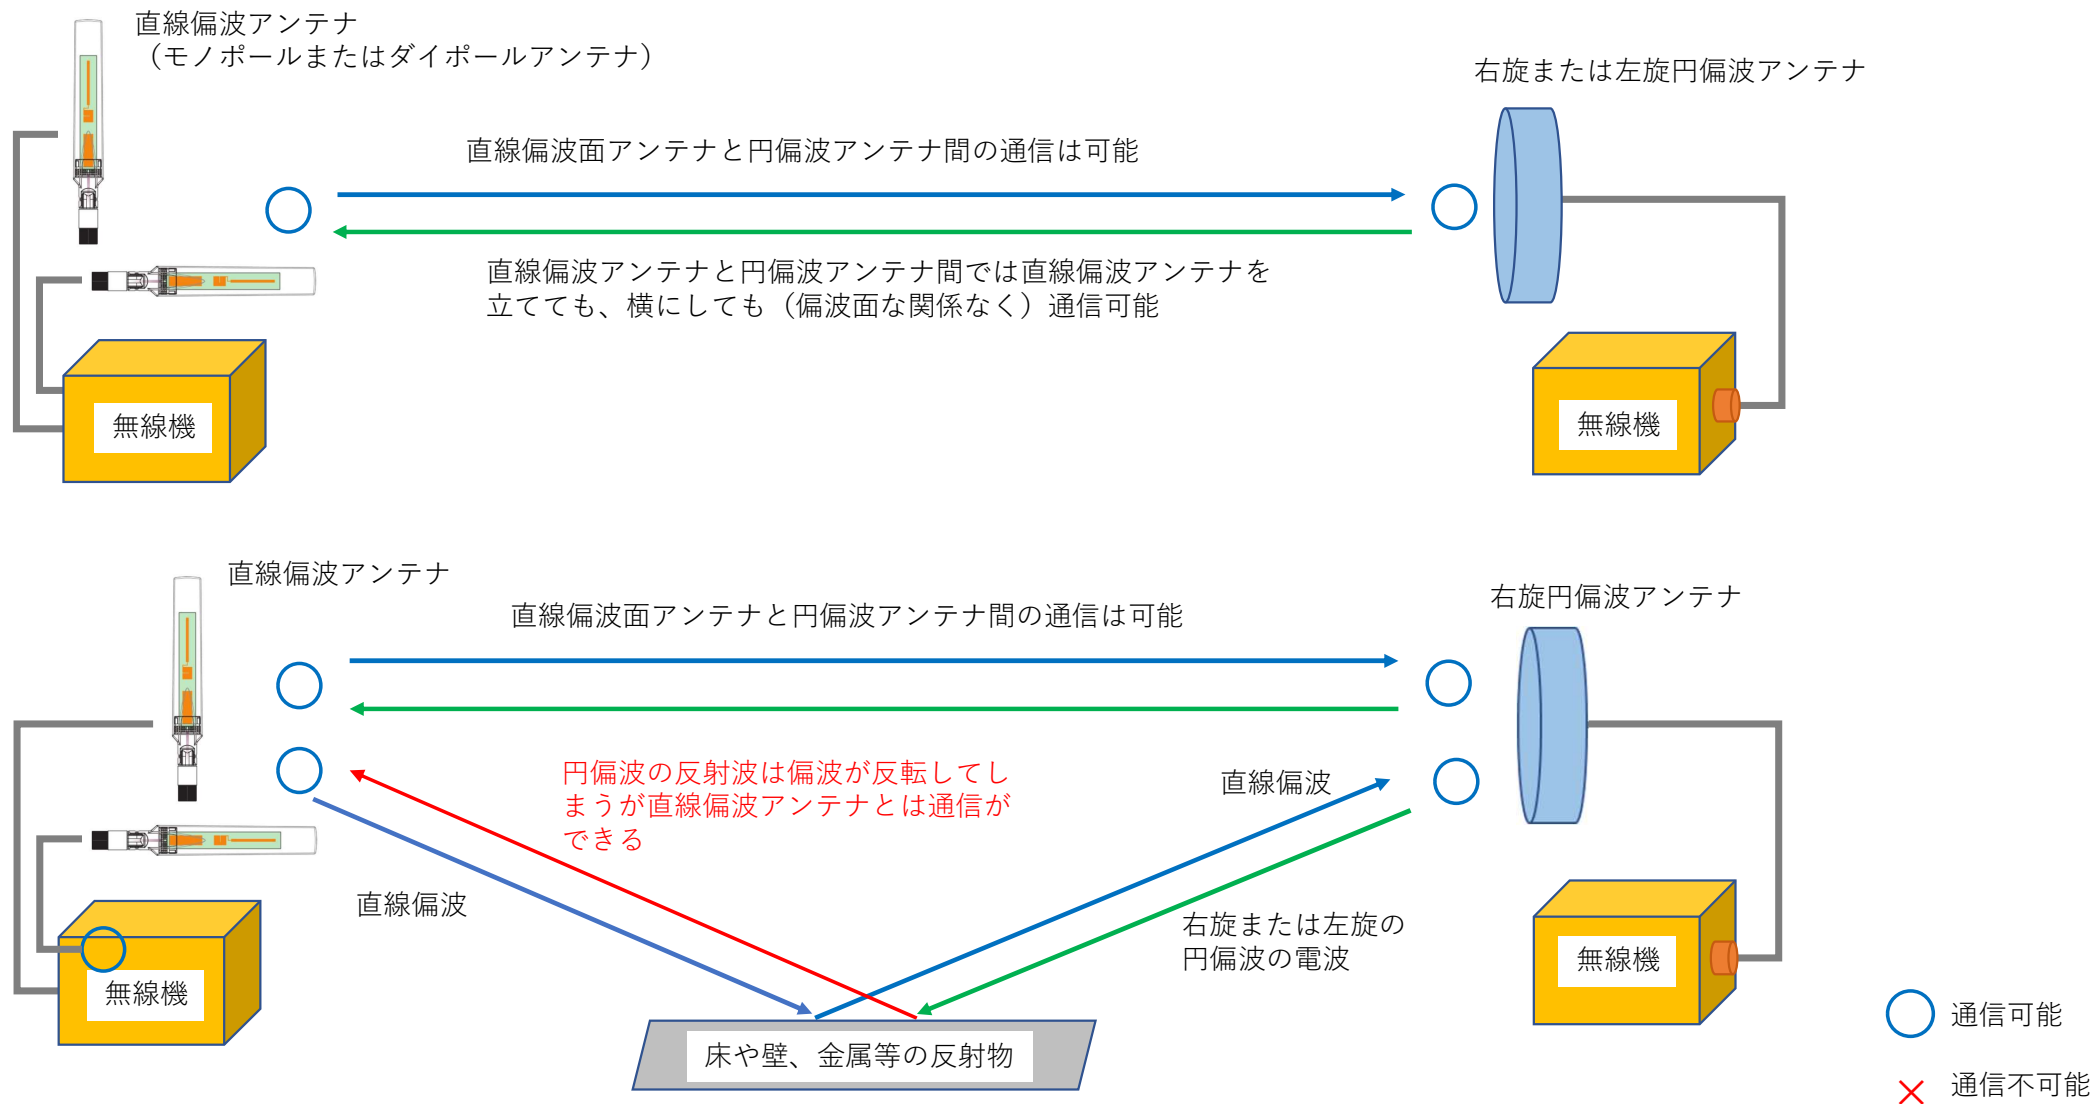 直線偏波アンテナ
（モノポールまたはダイポールアンテナ）
右旋または左旋円偏波アンテナ
直線偏波面アンテナと円偏波アンテナ間の通信は可能
直線偏波アンテナと円偏波アンテナ間では直線偏波アンテナを
立てても、横にしても（偏波面な関係なく）通信可能
無線機
無線機
直線偏波アンテナ
直線偏波面アンテナと円偏波アンテナ間の通信は可能
右旋円偏波アンテナ
円偏波の反射波は偏波が反転してし
まうが直線偏波アンテナとは通信が
できる
直線偏波
直線偏波
右旋または左旋の
円偏波の電波
無線機
無線機
床や壁、金属等の反射物
通信可能
通信不可能